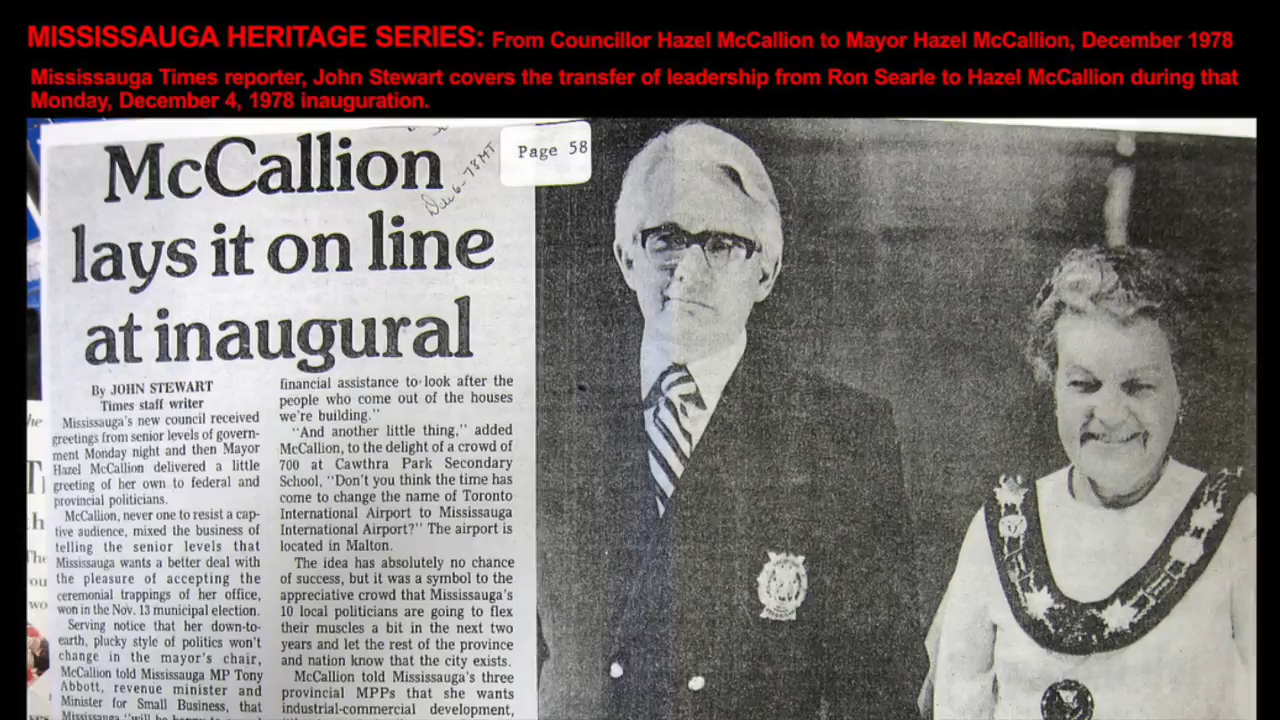 MISSISSAUGA HERITAGE SERIES: From Councillor Hazel McCallion to Mayor Hazel McCallion, December 1978
Mississauga Times reporter, John Stewart covers the transfer of leadership from Ron Searle to Hazel McCallion during that
Monday, December 4, 1978 inauguration.
Page 58
McCallion
lays it on line
at inaugural
By JOHN STEWART
Times staff writer
Mississauga's new council received
greetings from senior levels of govern-
ment Monday night and then Mayor
Hazel McCallion delivered a little
greeting of her own to federal and
provincial politicians.
McCallion, never one to resist a cap-
tive audience, mixed the business of
telling the senior levels that
Mississauga wants a better deal with
the pleasure of accepting the
ceremonial trappings of her office,
won in the Nov. 13 municipal election.
Serving notice that her down-to-
earth, plucky style of politics won't
change in the mayor's chair,
McCallion told Mississauga MP Tony
Abbott, revenue minister and
Minister for Small Business, that
Mississauga "will be happy to
financial assistance to look after the
people who come out of the houses
we're building."
"And another little thing," added
McCallion, to the delight of a crowd of
700 at Cawthra Park Secondary
School, "Don't you think the time has
come to change the name of Toronto
International Airport to Mississauga
International Airport?" The airport is
located in Malton.
The idea has absolutely no chance
of success, but it was a symbol to the
appreciative crowd that Mississauga's
10 local politicians are going to flex
their muscles a bit in the next two
years and let the rest of the province
and nation know that the city exists.
McCallion told Mississauga's three
provincial MPPs that she wants
industrial-commercial development,